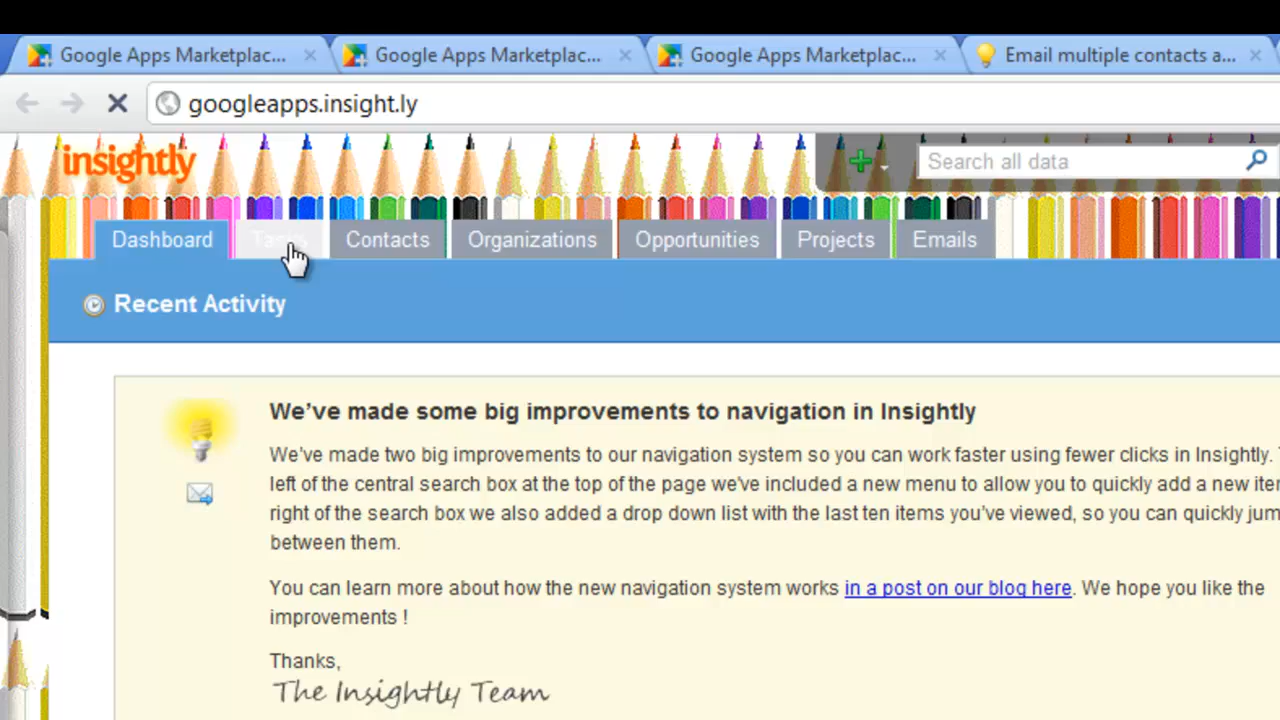 Google Apps Marketplac... Google Apps Marketplac... Google Apps Marketplac... Email multiple contacts a...
googleapps.insight.ly
insightly Search all data
Dashboard Tasks Contacts Organizations Opportunities Projects Emails
Recent Activity
We've made some big improvements to navigation in Insightly
We've made two big improvements to our navigation system so you can work faster using fewer clicks in Insightly.
left of the central search box at the top of the page we've included a new menu to allow you to quickly add a new
right of the search box we also added a drop down list with the last ten items you've viewed, so you can quickly
between them.
You can learn more about how the new navigation system works in a post on our blog here. We hope you like the
improvements !
Thanks,
The Insightly Team